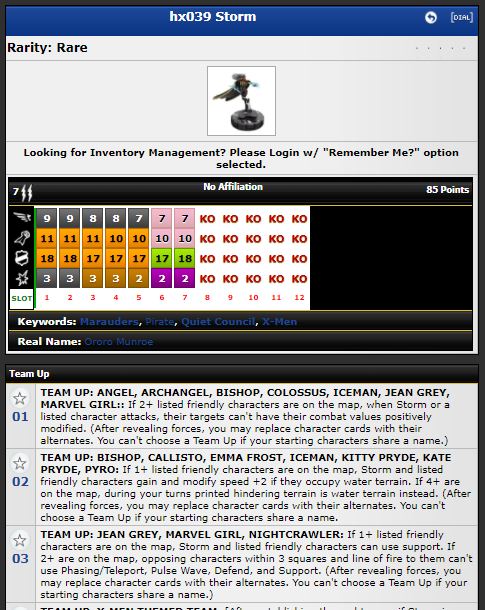 hx039 Storm
[DIAL]
Rarity: Rare
Looking for Inventory Management? Please Login w/ "Remember Me?" option
selected.
7
No Affiliation
85 Points
9 9 8 8 7 7 7 KO KO KO KO KO
11 11 11 10 10 10 10 KO KO KO KO KO
18 18 17 17 17 17 18 KO KO KO KO KO
3 3 3 3 2 2 2 KO KO KO KO KO
SLOT 1 2 3 4 5 6 7 8 9 10 11 12
Keywords: Marauders, Pirate, Quiet Council, X-Men
Real Name: Ororo Munroe
Team Up
01
TEAM UP: ANGEL, ARCHANGEL, BISHOP, COLOSSUS, ICEMAN, JEAN GREY,
MARVEL GIRL:: If 2+ listed friendly characters are on the map, when Storm or a
listed character attacks, their targets can't have their combat values positively
modified. (After revealing forces, you may replace character cards with their
alternates. You can't choose a Team Up if your starting characters share a name.)
02
TEAM UP: BISHOP, CALLISTO, EMMA FROST, ICEMAN, KITTY PRYDE, KATE
PRYDE, PYRO: If 1+ listed friendly characters are on the map, Storm and listed
friendly characters gain and modify speed +2 if they occupy water terrain. If 4+ are
on the map, during your turns printed hindering terrain is water terrain instead. (After
revealing forces, you may replace character cards with their alternates. You can't
choose a Team Up if your starting characters share a name.
03
TEAM UP: JEAN GREY, MARVEL GIRL, NIGHTCRAWLER: If 1+ listed friendly
characters are on the map, Storm and listed friendly characters can use support. If
2+ are on the map, opposing characters within 3 squares and line of fire to them can't
use Phasing/Teleport, Pulse Wave, Defend, and Support. (After revealing forces, you
may replace character cards with their alternates. You can't choose a Team Up if your
starting characters share a name.)